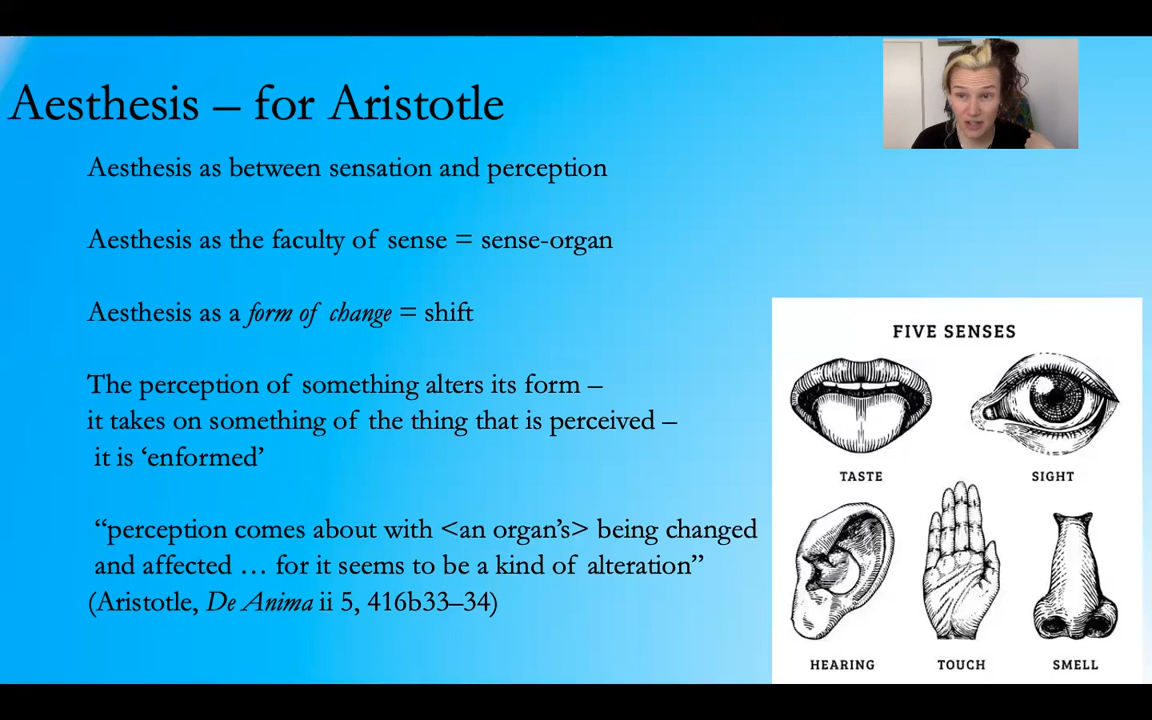 Aesthesis – for Aristotle
Aesthesis as between sensation and perception
Aesthesis as the faculty of sense = sense-organ
Aesthesis as a form of change = shift
The perception of something alters its form –
it takes on something of the thing that is perceived –
it is ‘enformed’
“perception comes about with <an organ’s> being changed
and affected … for it seems to be a kind of alteration”
(Aristotle, De Anima ii 5, 416b33–34)
FIVE SENSES
TASTE
SIGHT
HEARING
TOUCH
SMELL